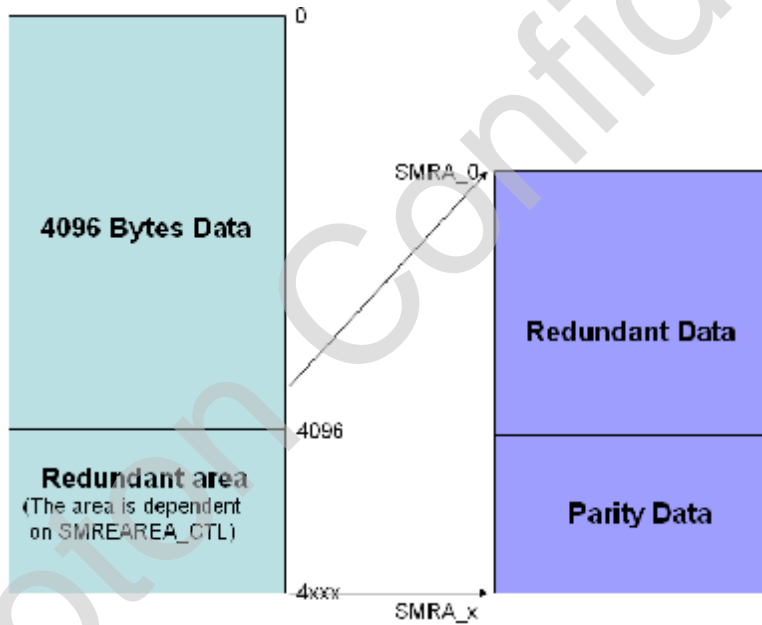 0
4096 Bytes Data
SMRA_0
Redundant Data
4096
Redundant area
(The area is dependent
on SMREAREA_CTL)
Parity Data
4xxx
SMRA_x